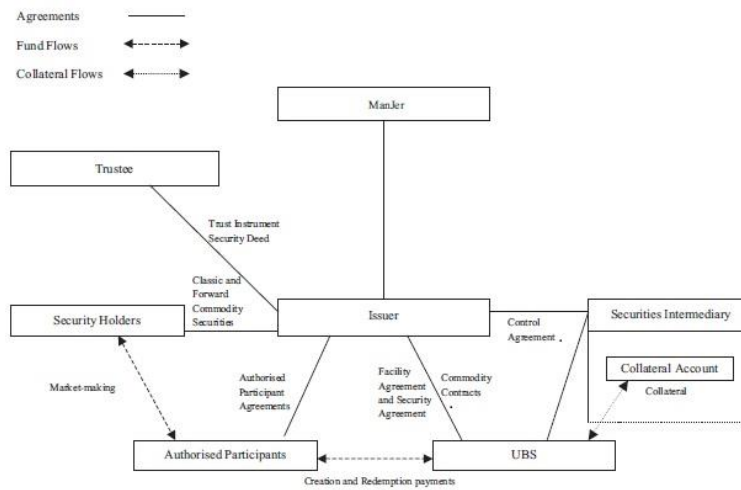 Agreements
Fund Flows
Collateral Flows
ManJer
Trustee
Trust Instrument
Security Deed
Classic and
Forward
Commodity
Securities
Security Holders
Issuer
Securities Intermediary
Control
Agreement
Collateral Account
Collateral
Market-making
Authorised
Participant
Agreements
Facility
Agreement
and Security
Agreement
Commodity
Contracts
Authorised Participants
UBS
Creation and Redemption payments